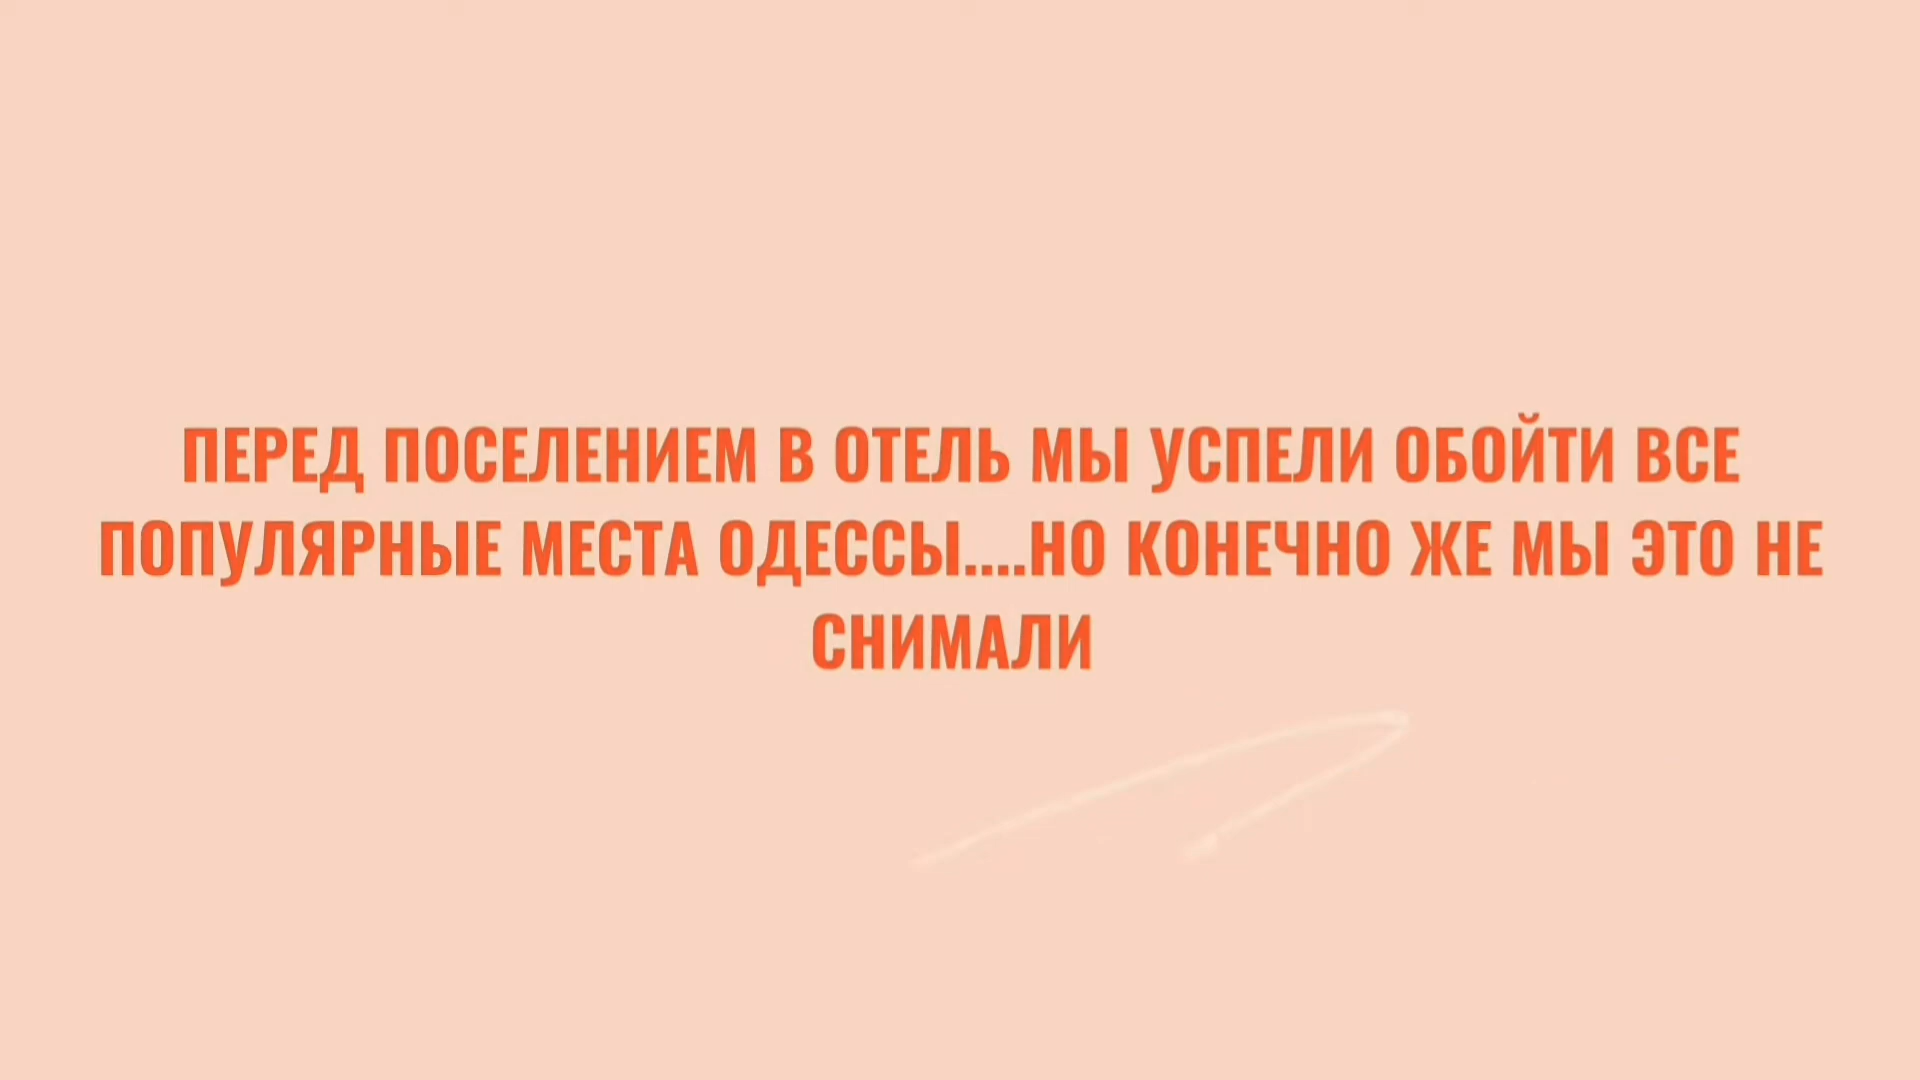 ПЕРЕД ПОСЕЛЕНИЕМ В ОТЕЛЬ МЫ УСПЕЛИ ОБОЙТИ ВСЕ
ПОПУЛЯРНЫЕ МЕСТА ОДЕССЫ....НО КОНЕЧНО ЖЕ МЫ ЭТО НЕ
СНИМАЛИ